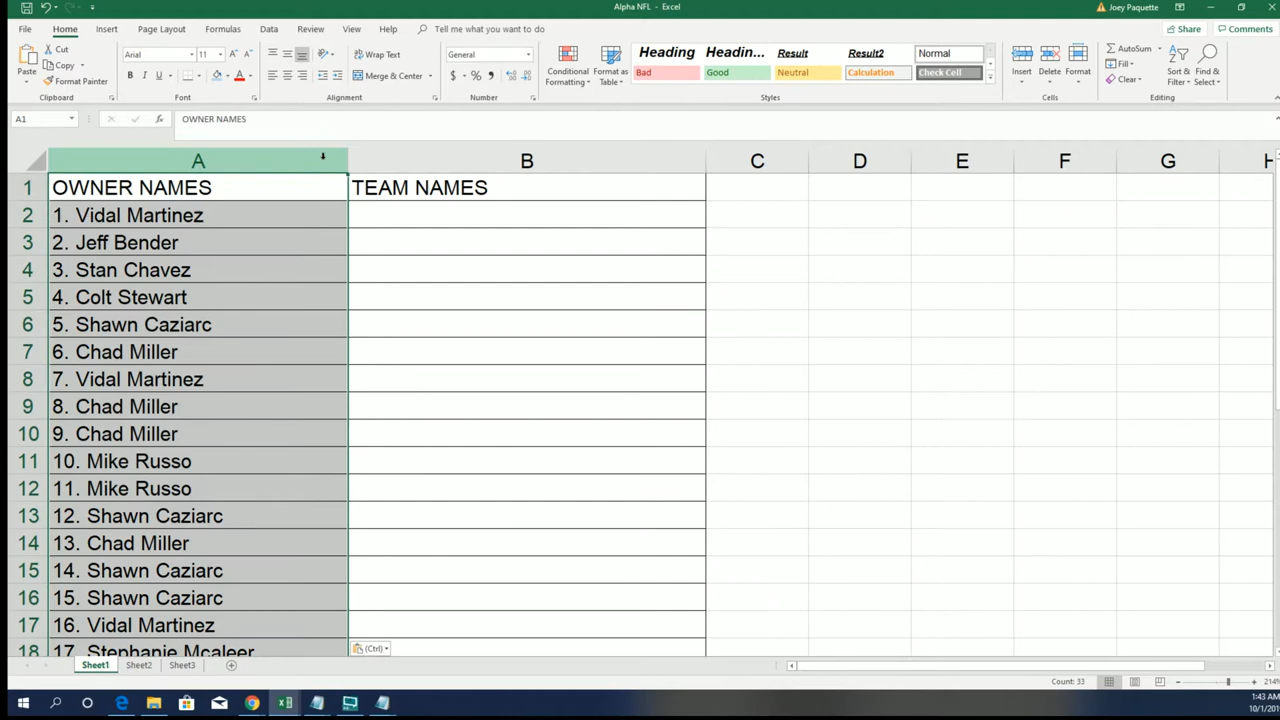 Alpha NFL - Excel
Joey Paquette
File Home Insert Page Layout Formulas Data Review View Help Tell me what you want to do
Share Comments
Paste
Cut
Copy
Format Painter
Clipboard
Arial 11
B I U
Font
Wrap Text
Merge & Center
Alignment
General
$ % ,
Number
Conditional Formatting
Format as Table
Heading Headin... Result Result2 Normal
Bad Good Neutral Calculation Check Cell
Styles
Insert Delete Format
Cells
AutoSum
Fill
Clear
Sort & Filter
Find & Select
Editing
A1 fx OWNER NAMES
A B C D E F G H
1 OWNER NAMES TEAM NAMES
2 1. Vidal Martinez
3 2. Jeff Bender
4 3. Stan Chavez
5 4. Colt Stewart
6 5. Shawn Caziarc
7 6. Chad Miller
8 7. Vidal Martinez
9 8. Chad Miller
10 9. Chad Miller
11 10. Mike Russo
12 11. Mike Russo
13 12. Shawn Caziarc
14 13. Chad Miller
15 14. Shawn Caziarc
16 15. Shawn Caziarc
17 16. Vidal Martinez
18 17. Stephanie Mcaleer
(Ctrl)
Sheet1 Sheet2 Sheet3
Count: 33
214%
1:43 AM